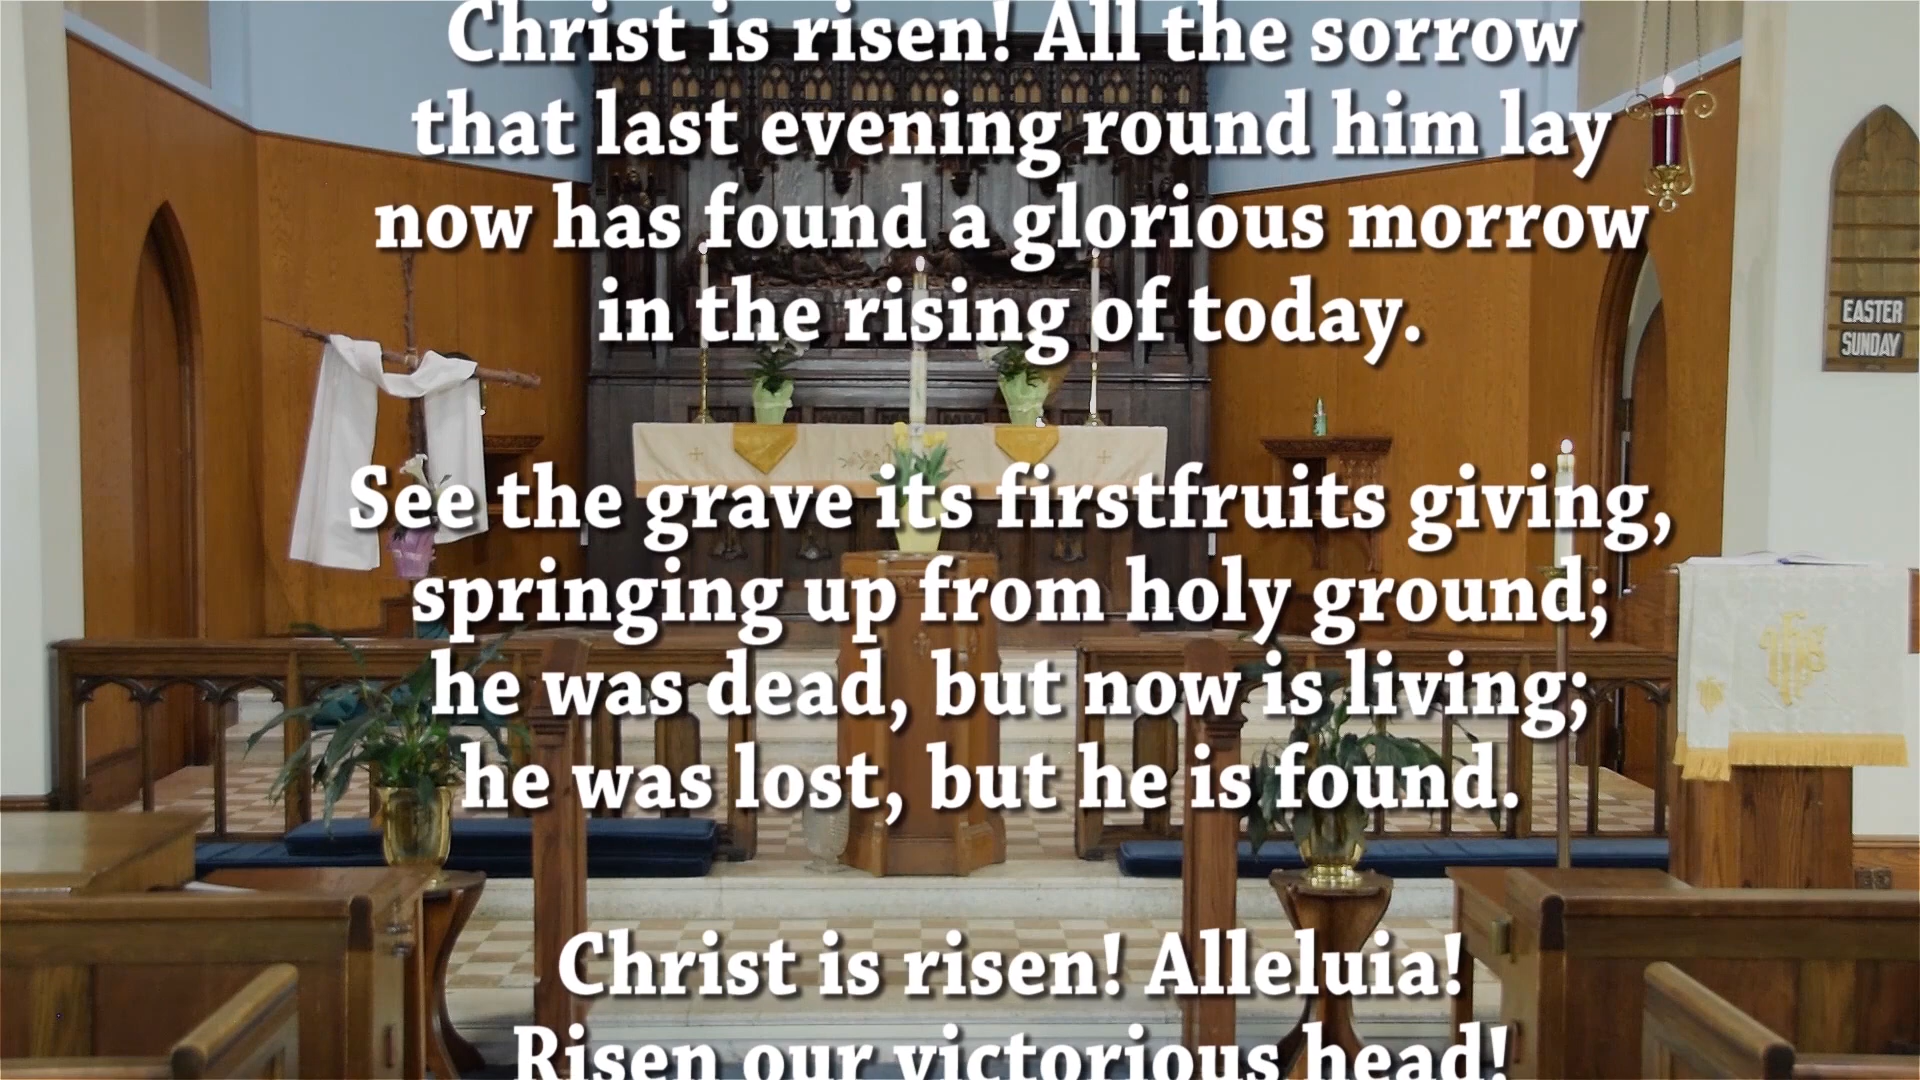 Christ is risen! All the sorrow
that last evening round him lay
now has found a glorious morrow
in the rising of today.
See the grave its firstfruits giving,
springing up from holy ground;
he was dead, but now is living;
he was lost, but he is found.
Christ is risen! Alleluia!
Risen our victorious head!
EASTER
SUNDAY
IHS